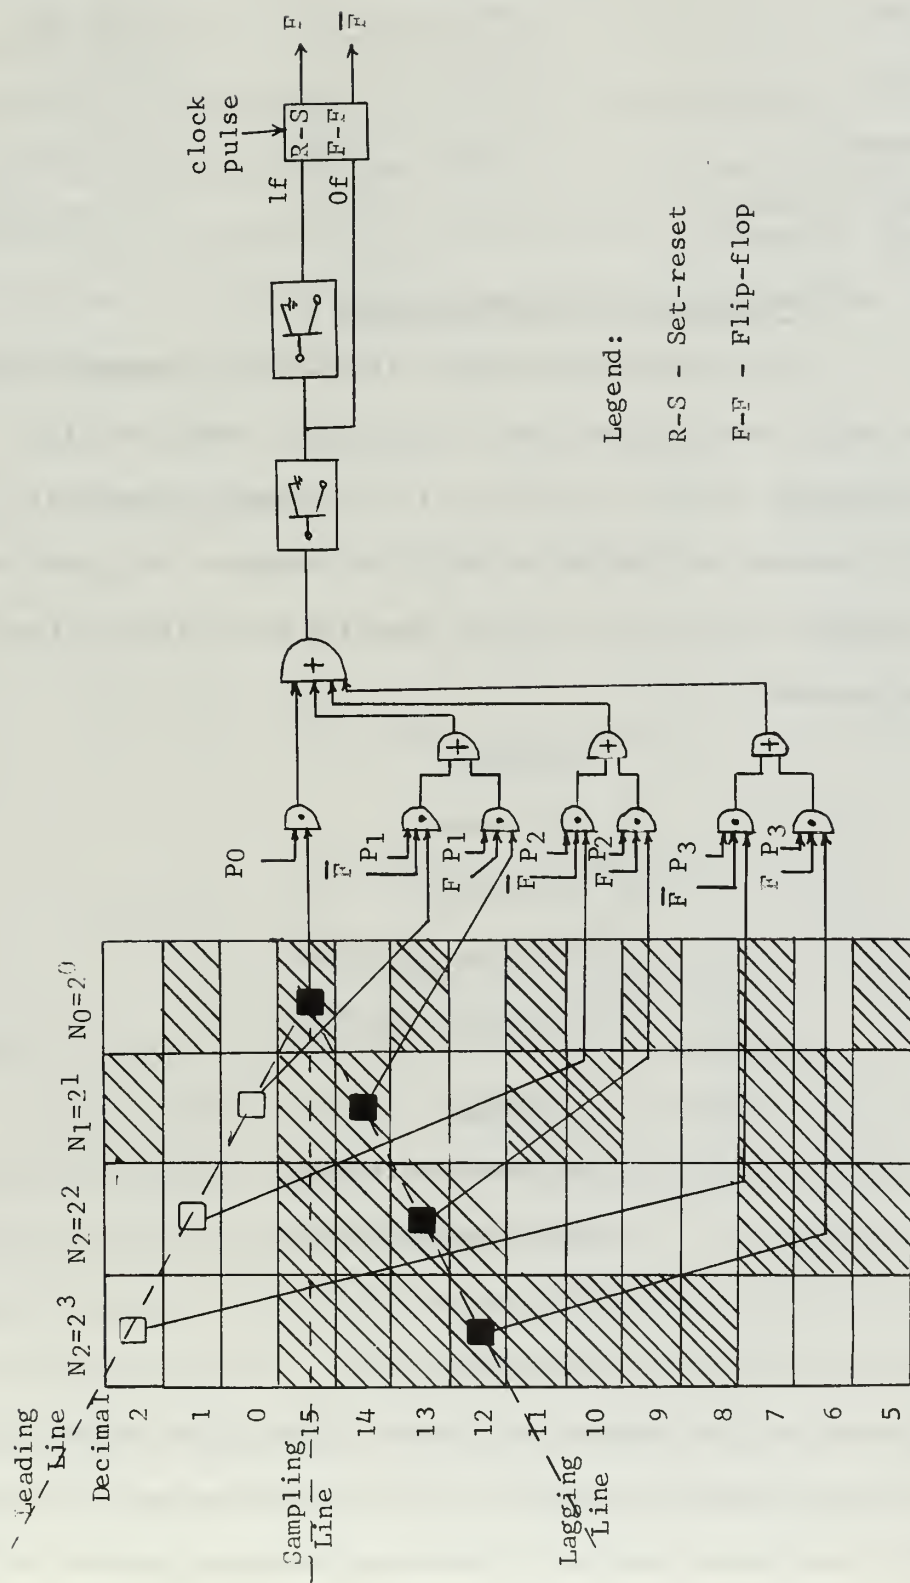 Leading
Line
Decimal
N2=2^3
N2=2^2
N1=2^1
N0=2^0
2
1
0
15
14
13
12
11
10
9
8
7
6
5
Sampling
Line
Lagging
Line
P0
F̅
P1
F
P1
F̅
P2
F
P2
F̅
P3
F
P3
+
+
+
+
clock
pulse
1f
0f
R-S
F-F
F
F̅
Legend:
R-S - Set-reset
F-F - Flip-flop